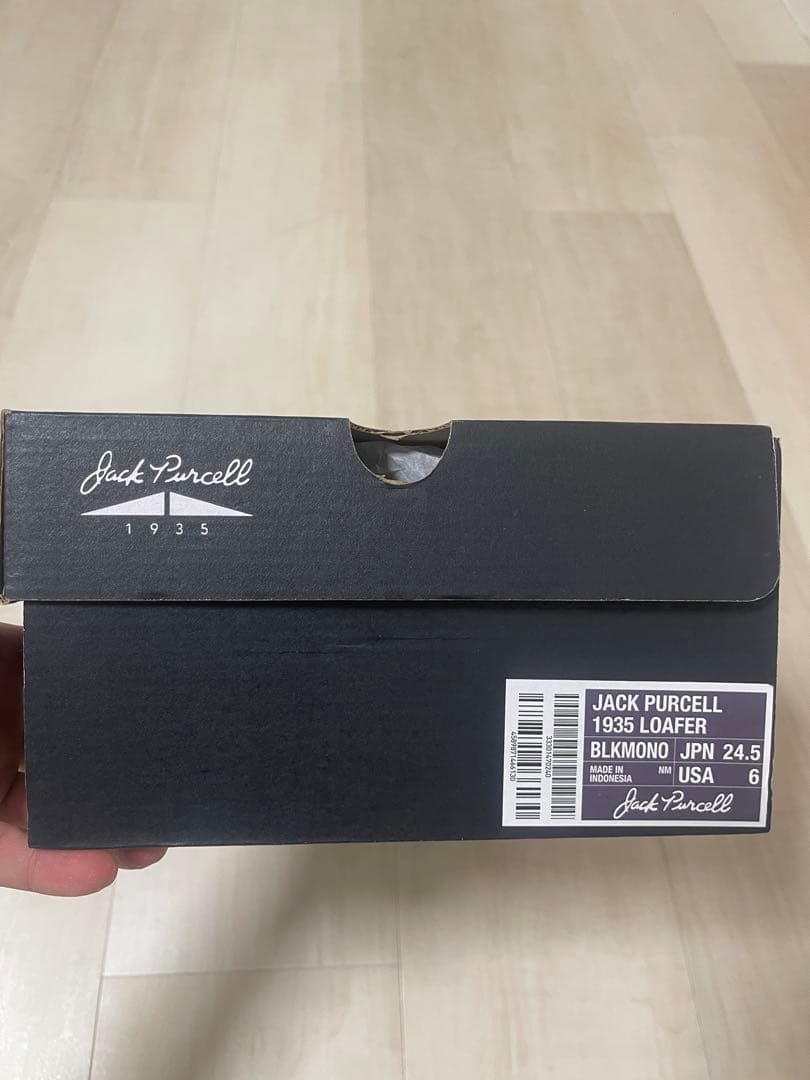 Jack Purcell
1935
JACK PURCELL
1935 LOAFER
BLKMONO JPN 24.5
MADE IN INDONESIA NM USA 6
Jack Purcell
33301470240